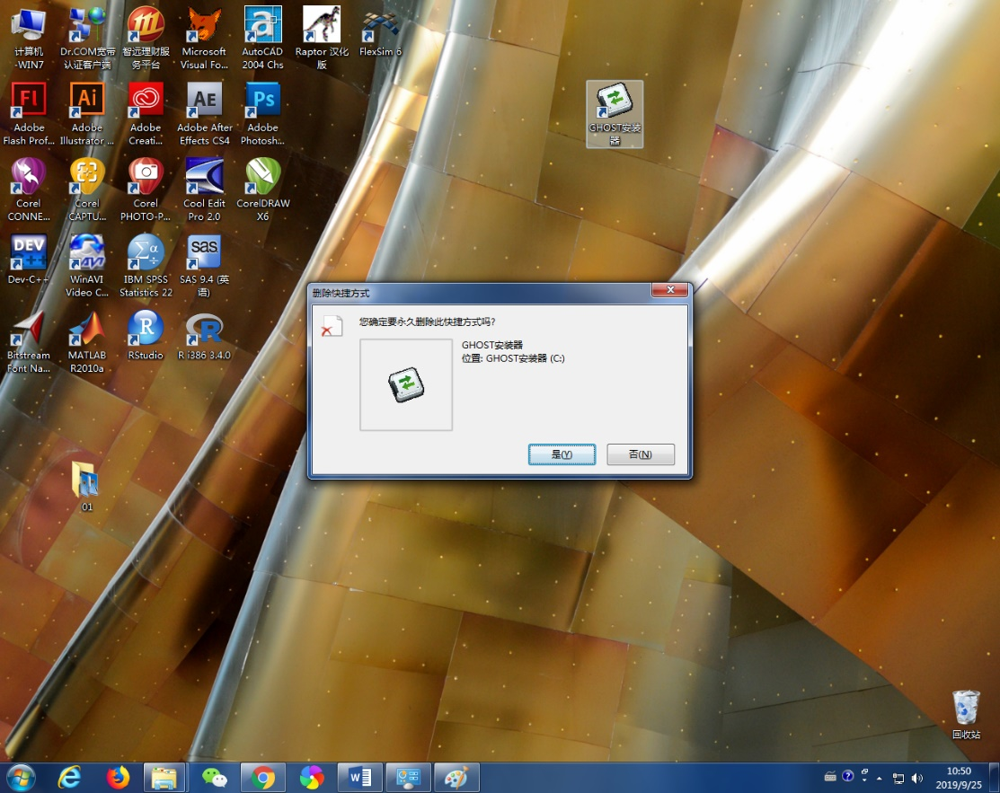 计算机
-WIN7
Dr.COM宽带
认证客户端
智远理财服
务平台
Microsoft
Visual Fo...
AutoCAD
2004 Chs
Raptor 汉化
版
FlexSim 6
Adobe
Flash Prof...
Adobe
Illustrator ...
Adobe
Creati...
Adobe After
Effects CS4
Adobe
Photosh...
GHOST安装
器
Corel
CONNE...
Corel
CAPTU...
Corel
PHOTO-P...
Cool Edit
Pro 2.0
CorelDRAW
X6
Dev-C++
WinAVI
Video C...
IBM SPSS
Statistics 22
SAS 9.4 (英
语)
Bitstream
Font Na...
MATLAB
R2010a
RStudio
R i386 3.4.0
删除快捷方式
您确定要永久删除此快捷方式吗?
GHOST安装器
位置: GHOST安装器 (C:)
是(Y)
否(N)
01
回收站
10:50
2019/9/25